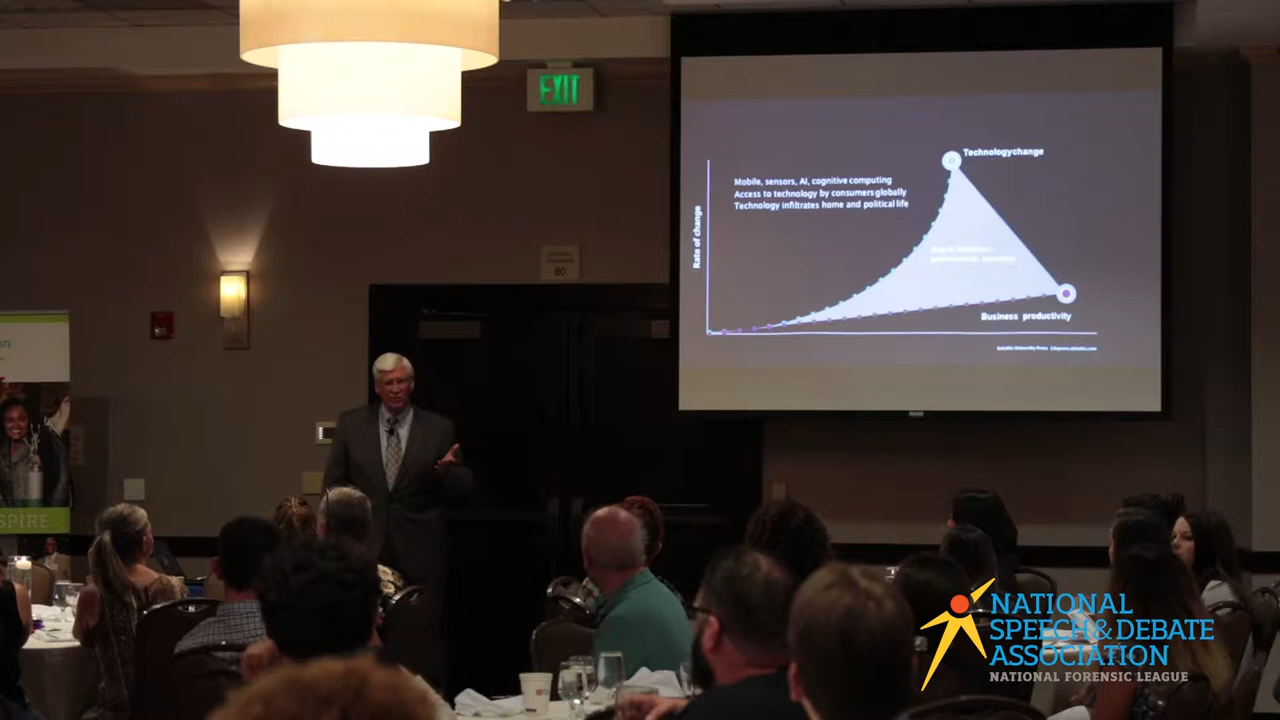 EXIT
Technologychange
Mobile, sensors, AI, cognitive computing
Access to technology by consumers globally
Technology infiltrates home and political life
Rate of change
Business productivity
60
SPIRE
NATIONAL
SPEECH & DEBATE
ASSOCIATION
NATIONAL FORENSIC LEAGUE